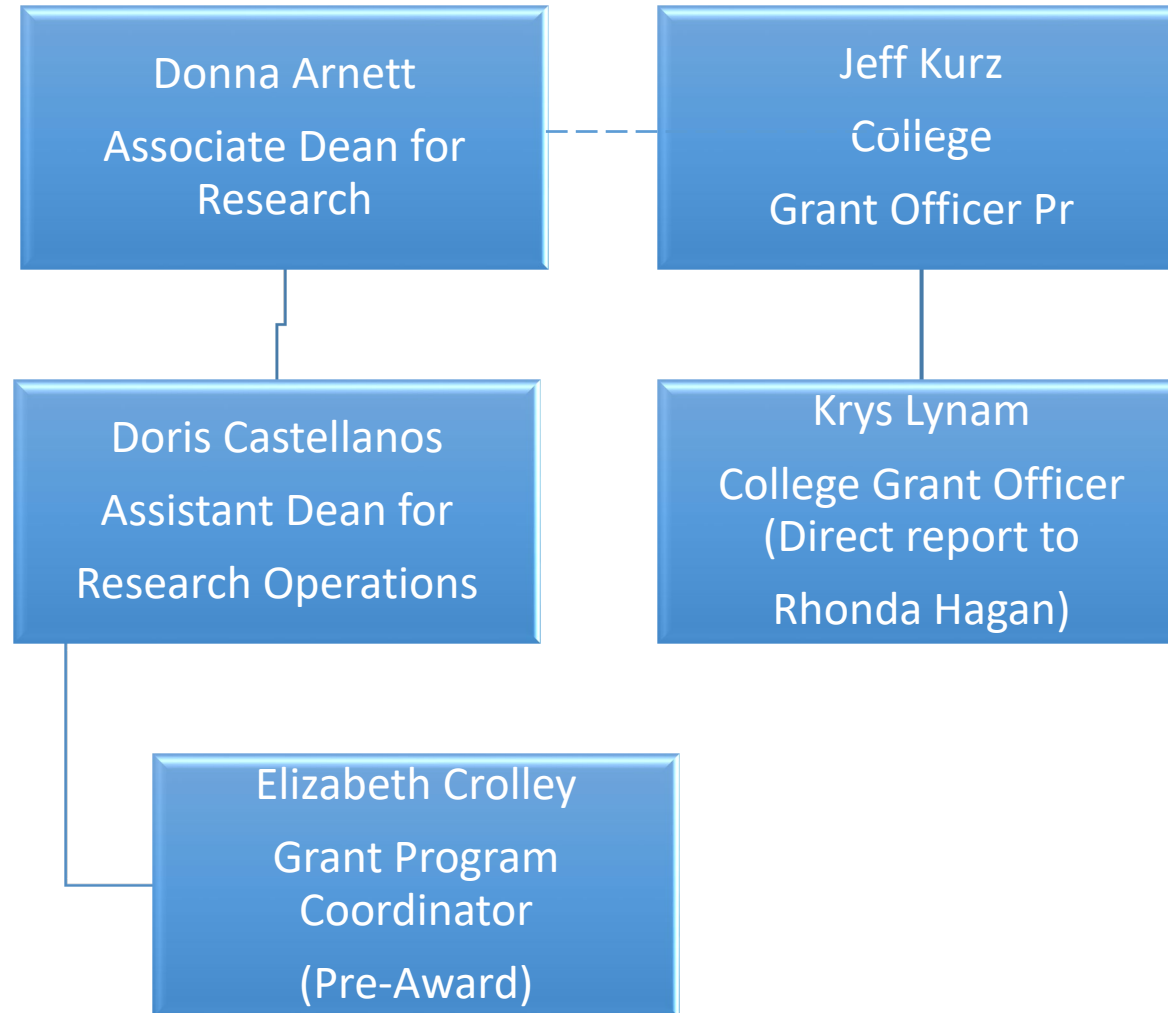 Donna Arnett
Associate Dean for
Research
Jeff Kurz
College
Grant Officer Pr
Doris Castellanos
Assistant Dean for
Research Operations
Krys Lynam
College Grant Officer
(Direct report to
Rhonda Hagan)
Elizabeth Crolley
Grant Program
Coordinator
(Pre-Award)